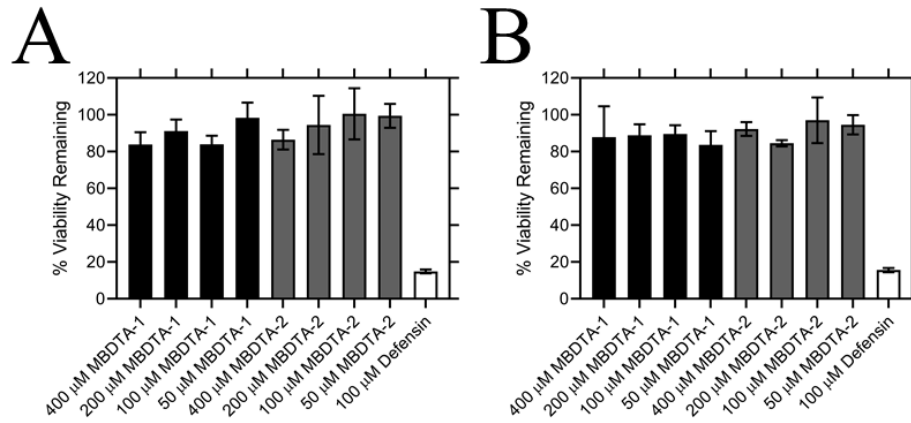 A
% Viability Remaining
120
100
80
60
40
20
0
400 μM MBDTA-1
200 μM MBDTA-1
100 μM MBDTA-1
50 μM MBDTA-1
400 μM MBDTA-2
200 μM MBDTA-2
100 μM MBDTA-2
50 μM MBDTA-2
100 μM Defensin
B
% Viability Remaining
120
100
80
60
40
20
0
400 μM MBDTA-1
200 μM MBDTA-1
100 μM MBDTA-1
50 μM MBDTA-1
400 μM MBDTA-2
200 μM MBDTA-2
100 μM MBDTA-2
50 μM MBDTA-2
100 μM Defensin